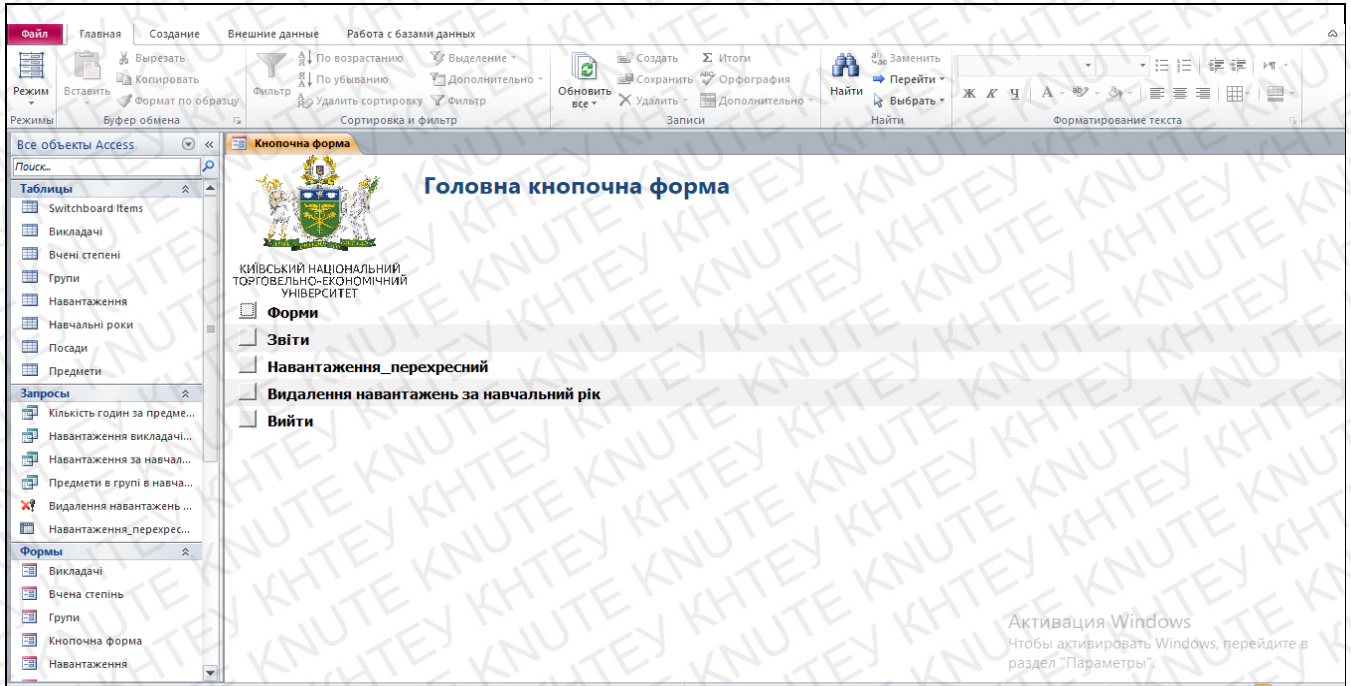 Файл Главная Создание Внешние данные Работа с базами данных
Режим
Вставить
Вырезать
Копировать
Формат по образцу
Фильтр
По возрастанию
По убыванию
Удалить сортировку
Выделение
Дополнительно
Фильтр
Обновить все
Создать
Сохранить
Удалить
Итоги
Орфография
Дополнительно
Найти
Заменить
Перейти
Выбрать
Ж К Ч
Режимы Буфер обмена Сортировка и фильтр Записи Найти Форматирование текста
Все объекты Access
Поиск...
Таблицы
Switchboard Items
Викладачі
Вчені степені
Групи
Навантаження
Навчальні роки
Посади
Предмети
Запросы
Кількість годин за предме...
Навантаження викладачі...
Навантаження за навчал...
Предмети в групі в навча...
Видалення навантажень ...
Навантаження_перехрес...
Формы
Викладачі
Вчена степінь
Групи
Кнопочна форма
Навантаження
Кнопочна форма
Головна кнопочна форма
КИЇВСЬКИЙ НАЦІОНАЛЬНИЙ
ТОРГОВЕЛЬНО-ЕКОНОМІЧНИЙ
УНІВЕРСИТЕТ
Форми
Звіти
Навантаження_перехресний
Видалення навантажень за навчальний рік
Вийти
Активация Windows
Чтобы активировать Windows, перейдите в
раздел "Параметры".
KNUTE KHTEY